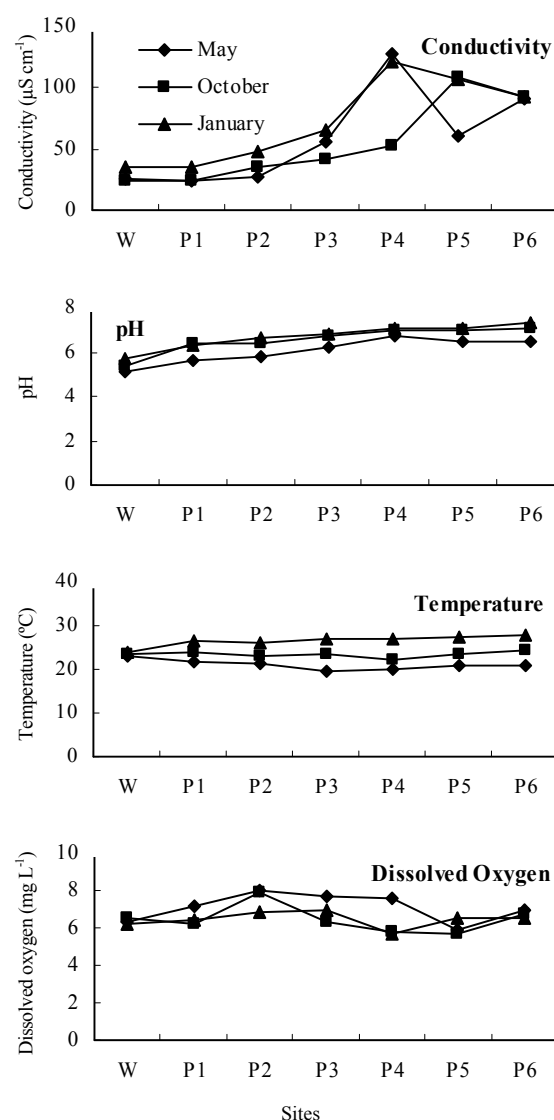 Conductivity (µS cm⁻¹)
150
100
50
0
May
October
January
Conductivity
W P1 P2 P3 P4 P5 P6
pH
8
6
4
2
0
pH
W P1 P2 P3 P4 P5 P6
Temperature (ºC)
40
30
20
10
0
Temperature
W P1 P2 P3 P4 P5 P6
Dissolved oxygen (mg L⁻¹)
10
8
6
4
2
0
Dissolved Oxygen
W P1 P2 P3 P4 P5 P6
Sites